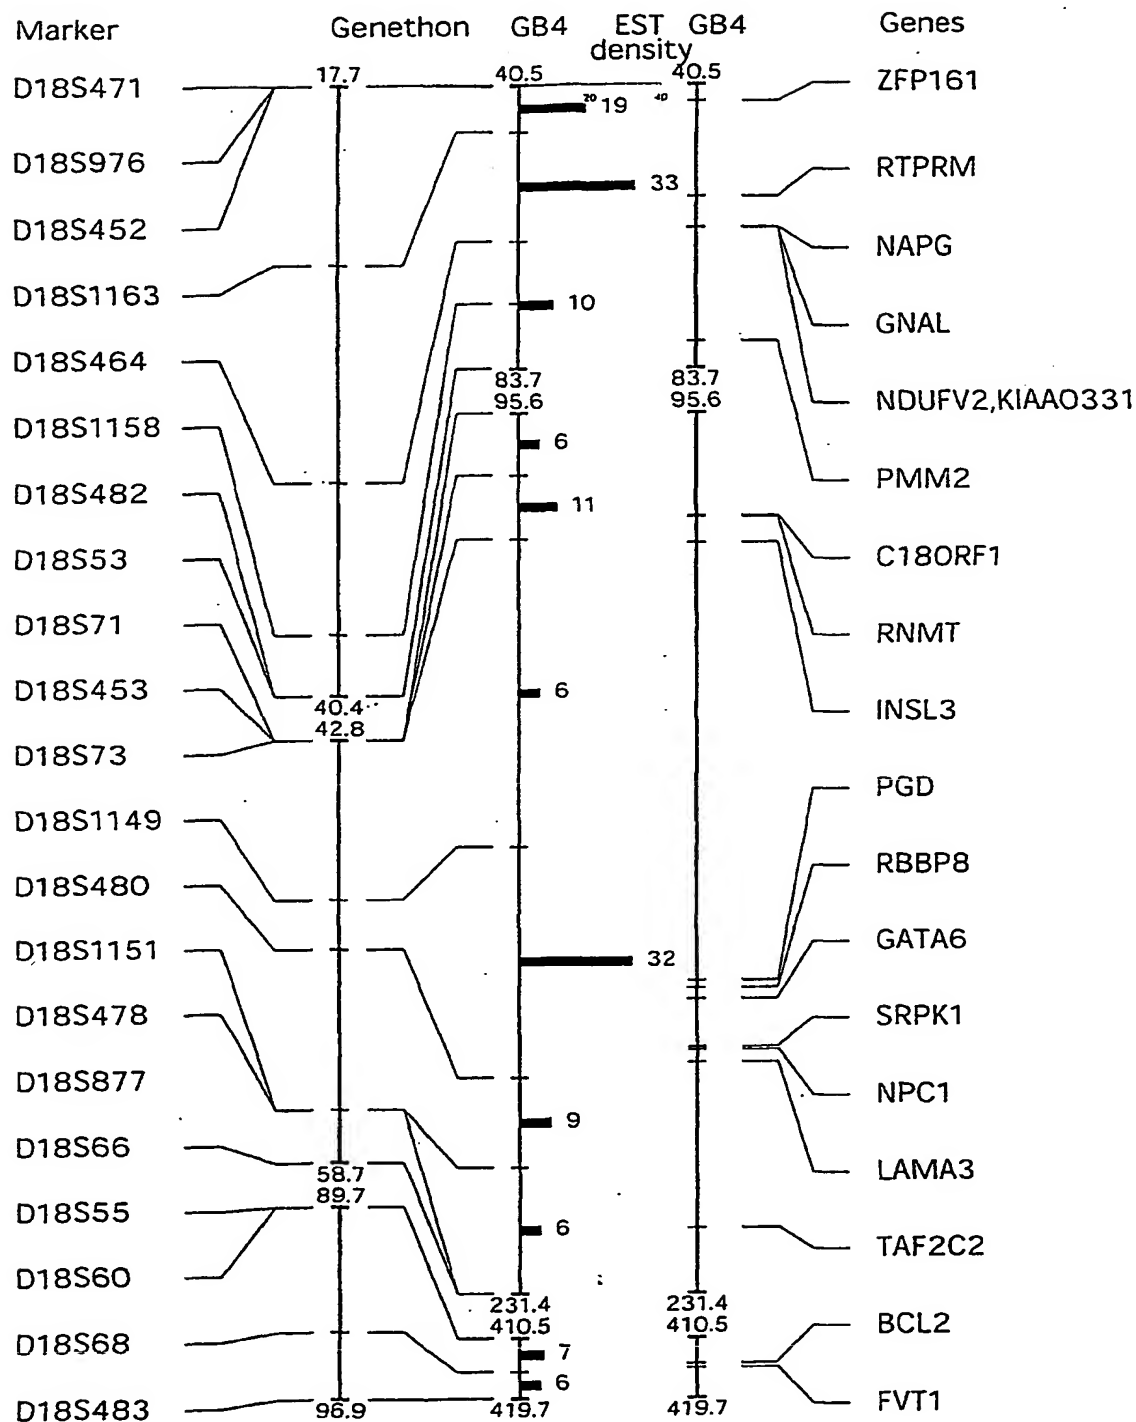 Marker Genethon GB4 EST density GB4 Genes
D18S471
D18S976
D18S452
D18S1163
D18S464
D18S1158
D18S482
D18S53
D18S71
D18S453
D18S73
D18S1149
D18S480
D18S1151
D18S478
D18S877
D18S66
D18S55
D18S60
D18S68
D18S483
17.7
40.4
42.8
58.7
89.7
96.9
40.5
83.7
95.6
231.4
410.5
419.7
20 19 40
33
10
6
11
6
32
9
6
7
6
40.5
83.7
95.6
231.4
410.5
419.7
ZFP161
RTPRM
NAPG
GNAL
NDUFV2,KIAAO331
PMM2
C18ORF1
RNMT
INSL3
PGD
RBBP8
GATA6
SRPK1
NPC1
LAMA3
TAF2C2
BCL2
FVT1